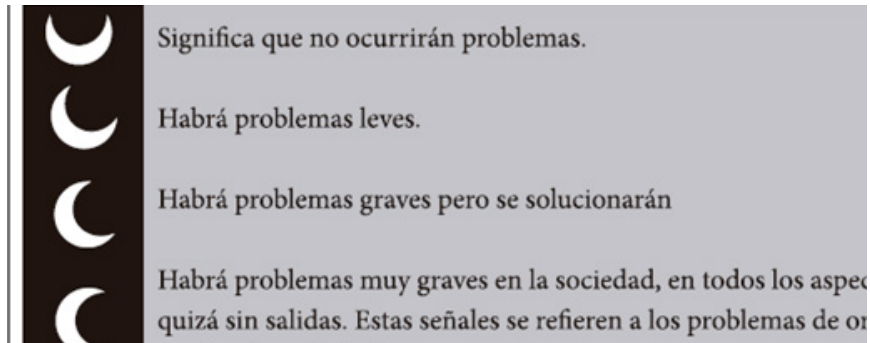 Significa que no ocurrirán problemas.
Habrá problemas leves.
Habrá problemas graves pero se solucionarán
Habrá problemas muy graves en la sociedad, en todos los
quizá sin salidas. Estas señales se refieren a los problemas de